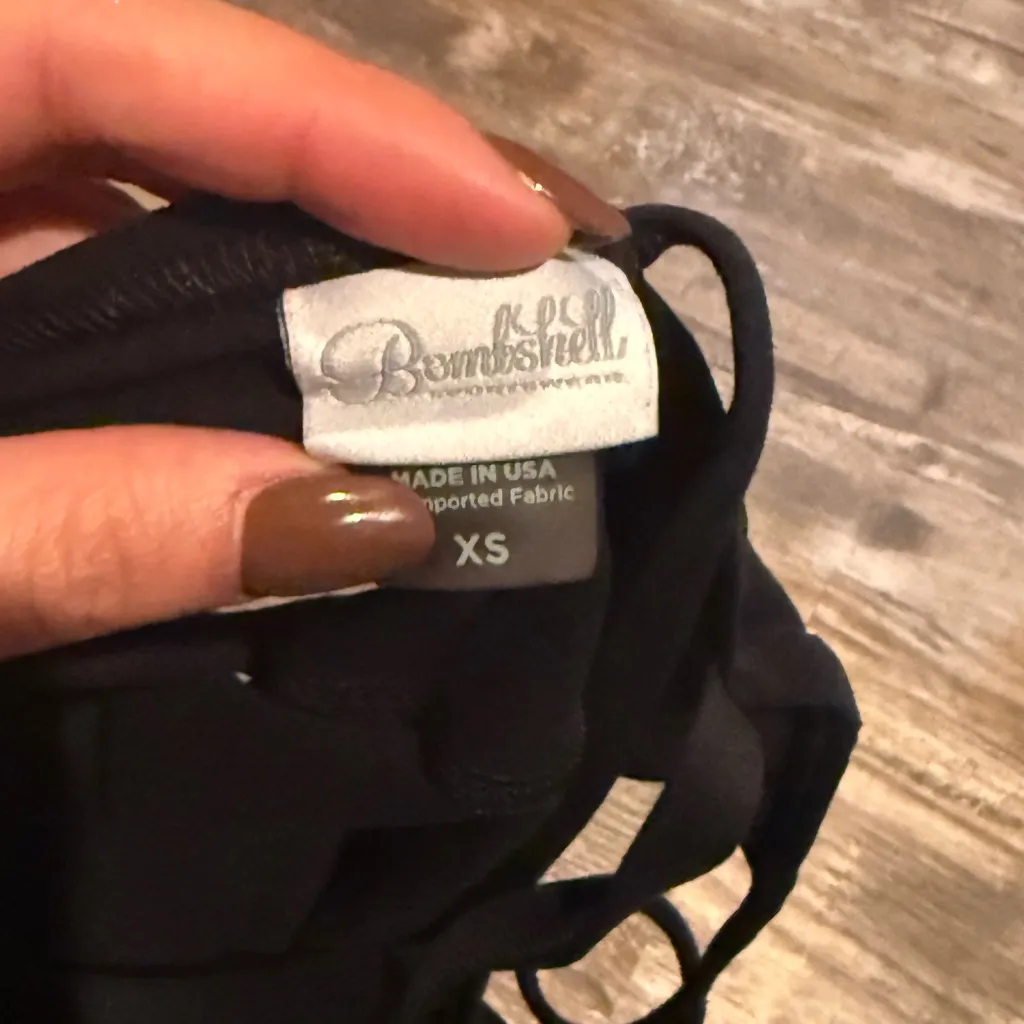 Bombshell
MADE IN USA
mported Fabric
XS